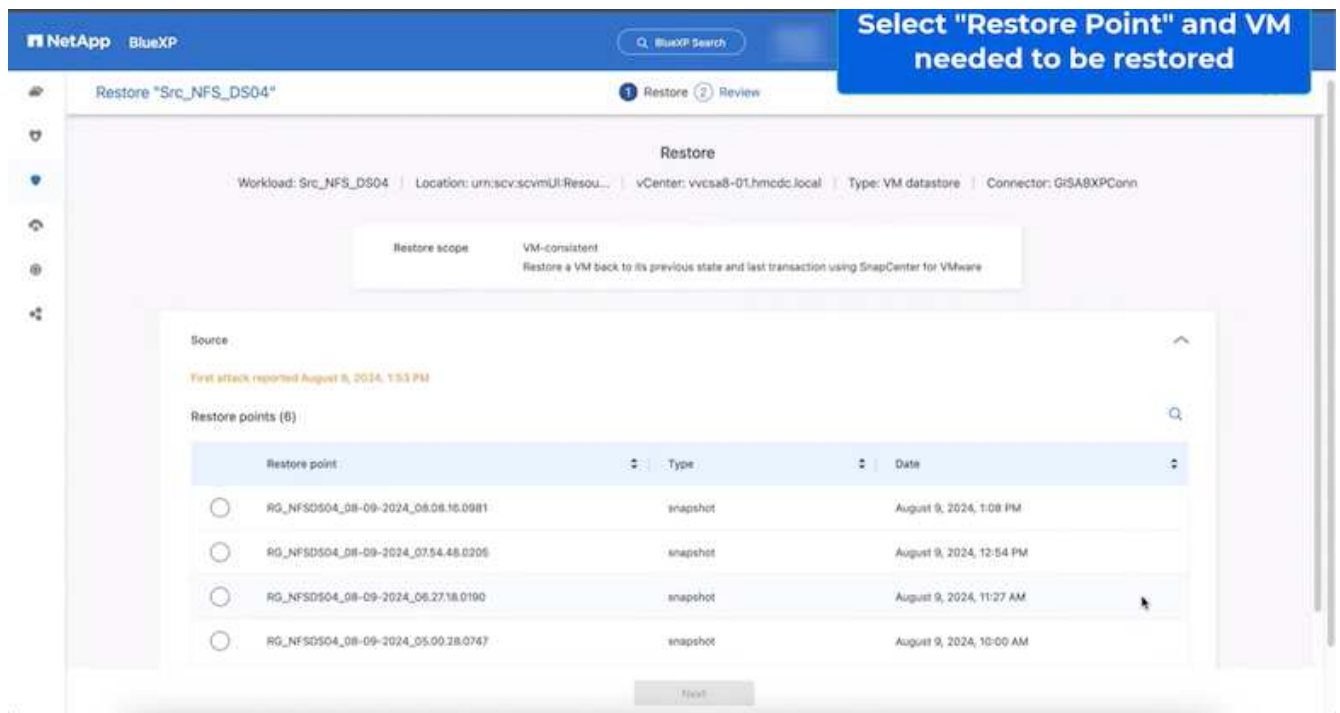 NetApp BlueXP
BlueXP Search
Select "Restore Point" and VM
needed to be restored
Restore "Src_NFS_DS04"
1 Restore 2 Review
Restore
Workload: Src_NFS_DS04 | Location: urn:scv:scvmUI:Resou... | vCenter: vvcsa8-01.hmcdc.local | Type: VM datastore | Connector: GISABXPConn
Restore scope
VM-consistent
Restore a VM back to its previous state and last transaction using SnapCenter for VMware
Source
First attack reported August 8, 2024, 1:53 PM
Restore points (6)
Restore point Type Date
RG_NFSDS04_08-09-2024_08.08.16.0981 snapshot August 9, 2024, 1:08 PM
RG_NFSDS04_08-09-2024_07.54.48.0205 snapshot August 9, 2024, 12:54 PM
RG_NFSDS04_08-09-2024_06.27.18.0190 snapshot August 9, 2024, 11:27 AM
RG_NFSDS04_08-09-2024_05.00.28.0747 snapshot August 9, 2024, 10:00 AM
Next